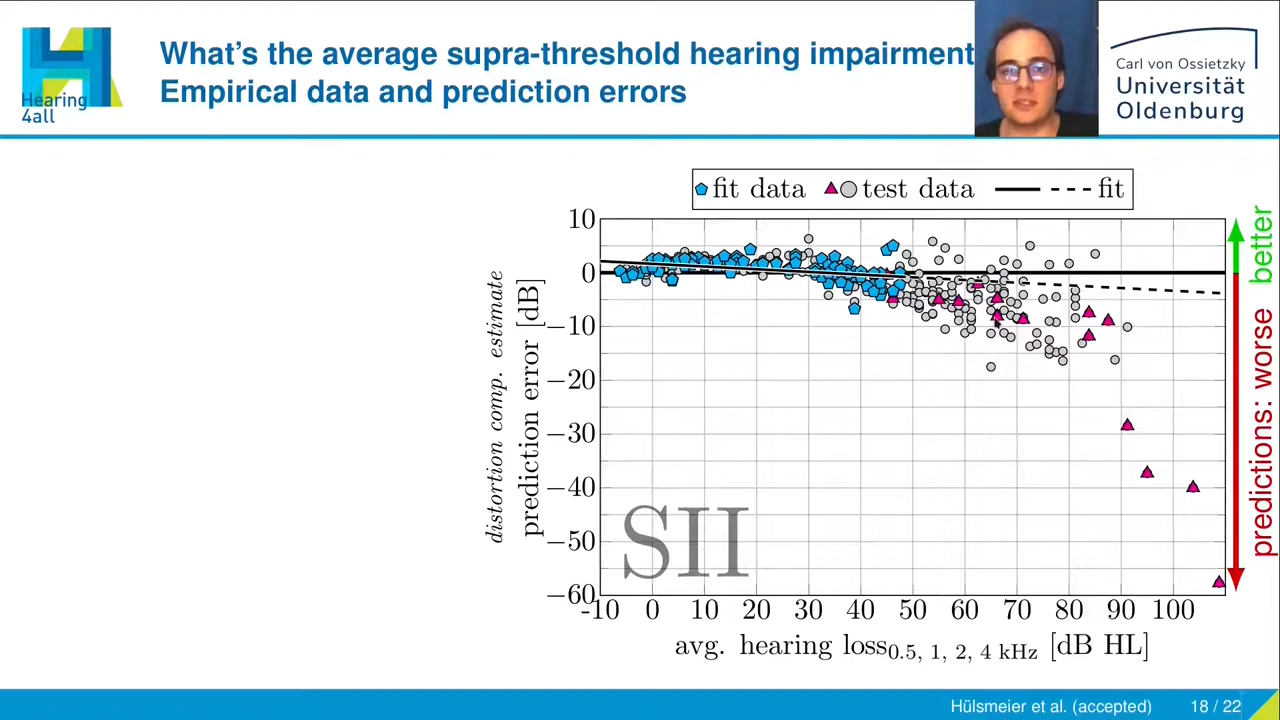 Hearing
4all
What's the average supra-threshold hearing impairment
Empirical data and prediction errors
Carl von Ossietzky
Universität
Oldenburg
fit data
test data
fit
10
0
−10
−20
−30
−40
−50
−60
distortion comp. estimate
prediction error [dB]
SII
predictions: worse better
-10 0 10 20 30 40 50 60 70 80 90 100
avg. hearing loss0.5, 1, 2, 4 kHz [dB HL]
Hülsmeier et al. (accepted) 18 / 22